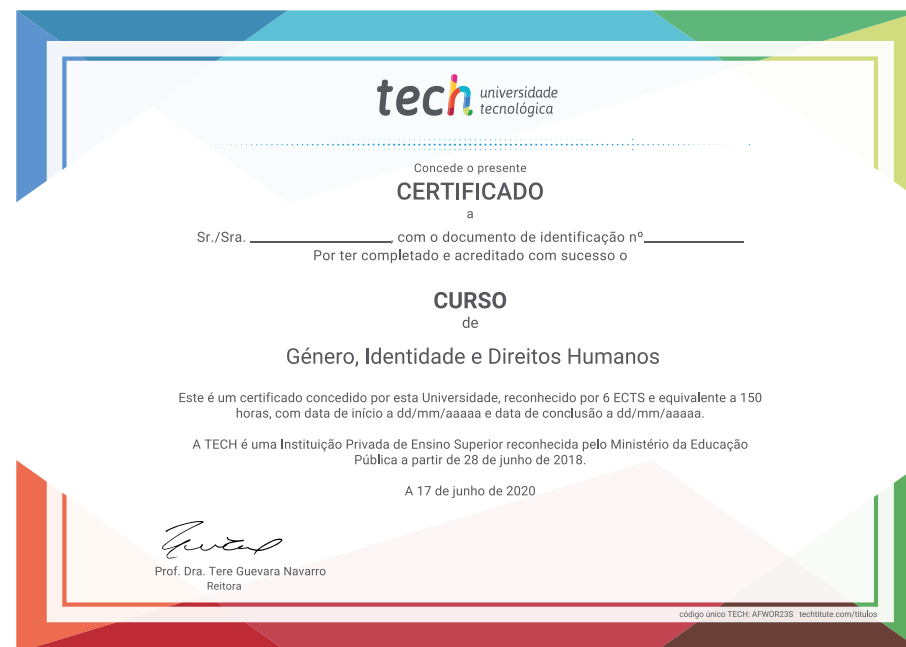 tech universidade
tecnológica
Concede o presente
CERTIFICADO
a
Sr./Sra. ________________, com o documento de identificação nº____________
Por ter completado e acreditado com sucesso o
CURSO
de
Género, Identidade e Direitos Humanos
Este é um certificado concedido por esta Universidade, reconhecido por 6 ECTS e equivalente a 150
horas, com data de início a dd/mm/aaaaa e data de conclusão a dd/mm/aaaaa.
A TECH é uma Instituição Privada de Ensino Superior reconhecida pelo Ministério da Educação
Pública a partir de 28 de junho de 2018.
A 17 de junho de 2020
Prof. Dra. Tere Guevara Navarro
Reitora
código único TECH: AFWOR23S techtitute.com/titulos